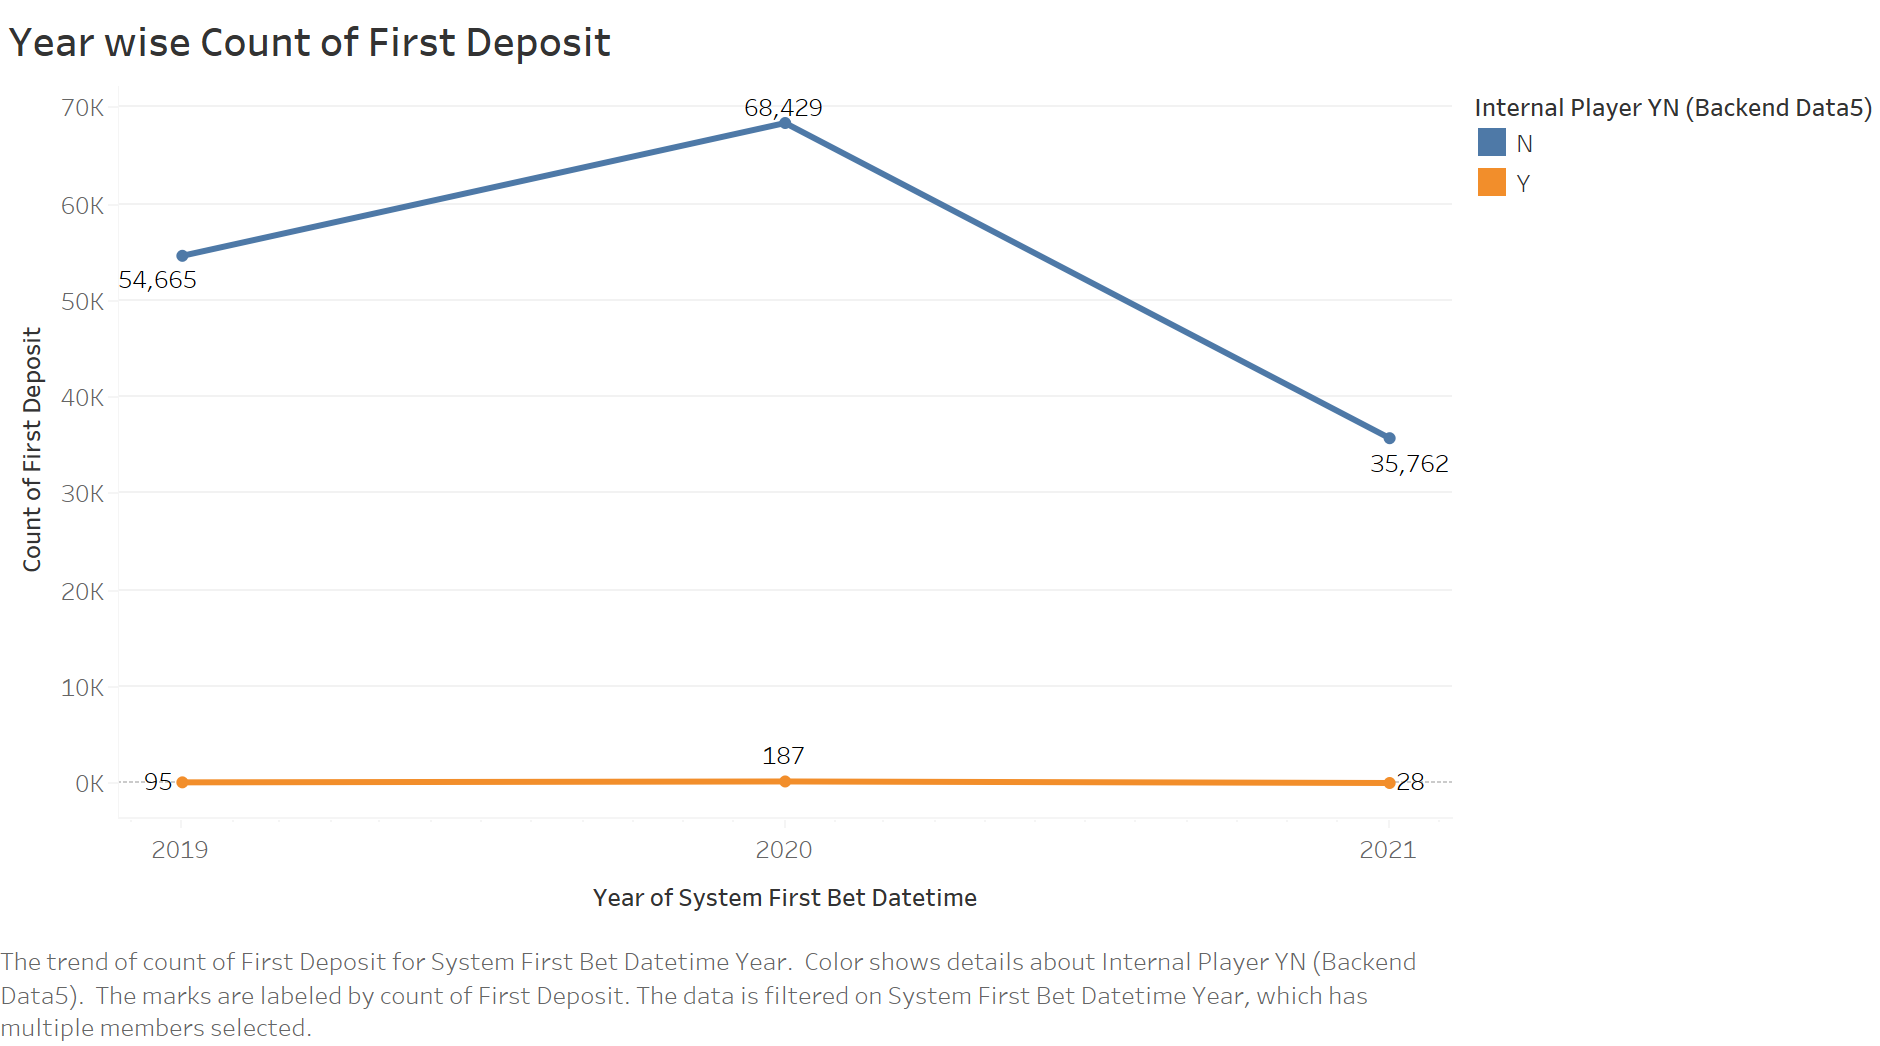 Year wise Count of First Deposit
Internal Player YN (Backend Data5)
N
Y
Count of First Deposit
70K
60K
50K
40K
30K
20K
10K
0K
68,429
54,665
35,762
187
95
28
2019
2020
2021
Year of System First Bet Datetime
The trend of count of First Deposit for System First Bet Datetime Year.  Color shows details about Internal Player YN (Backend
Data5).  The marks are labeled by count of First Deposit. The data is filtered on System First Bet Datetime Year, which has
multiple members selected.